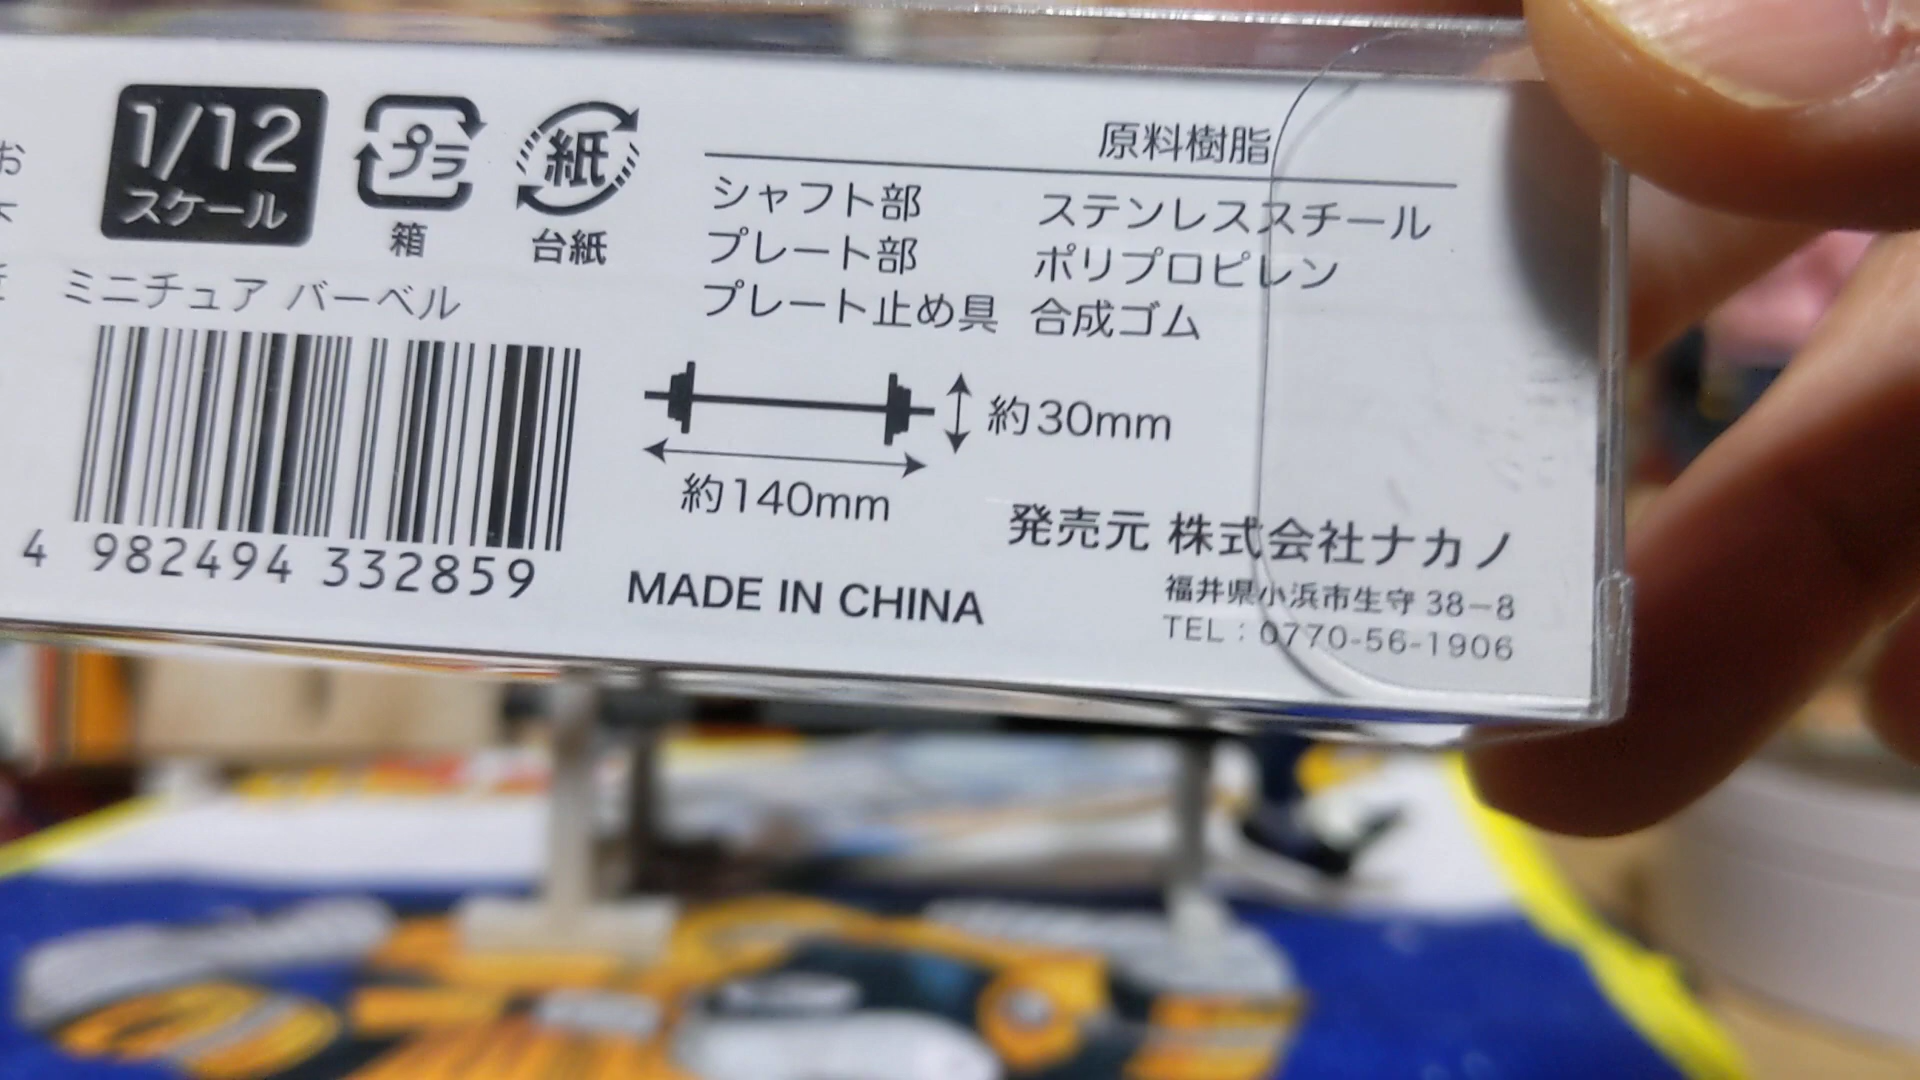 お
1/12
スケール
プラ
箱
紙
台紙
ミニチュア バーベル
4 982494 332859
原料樹脂
シャフト部 ステンレススチール
プレート部 ポリプロピレン
プレート止め具 合成ゴム
約30mm
約140mm
MADE IN CHINA
発売元 株式会社ナカノ
福井県小浜市生守 38-8
TEL：0770-56-1906